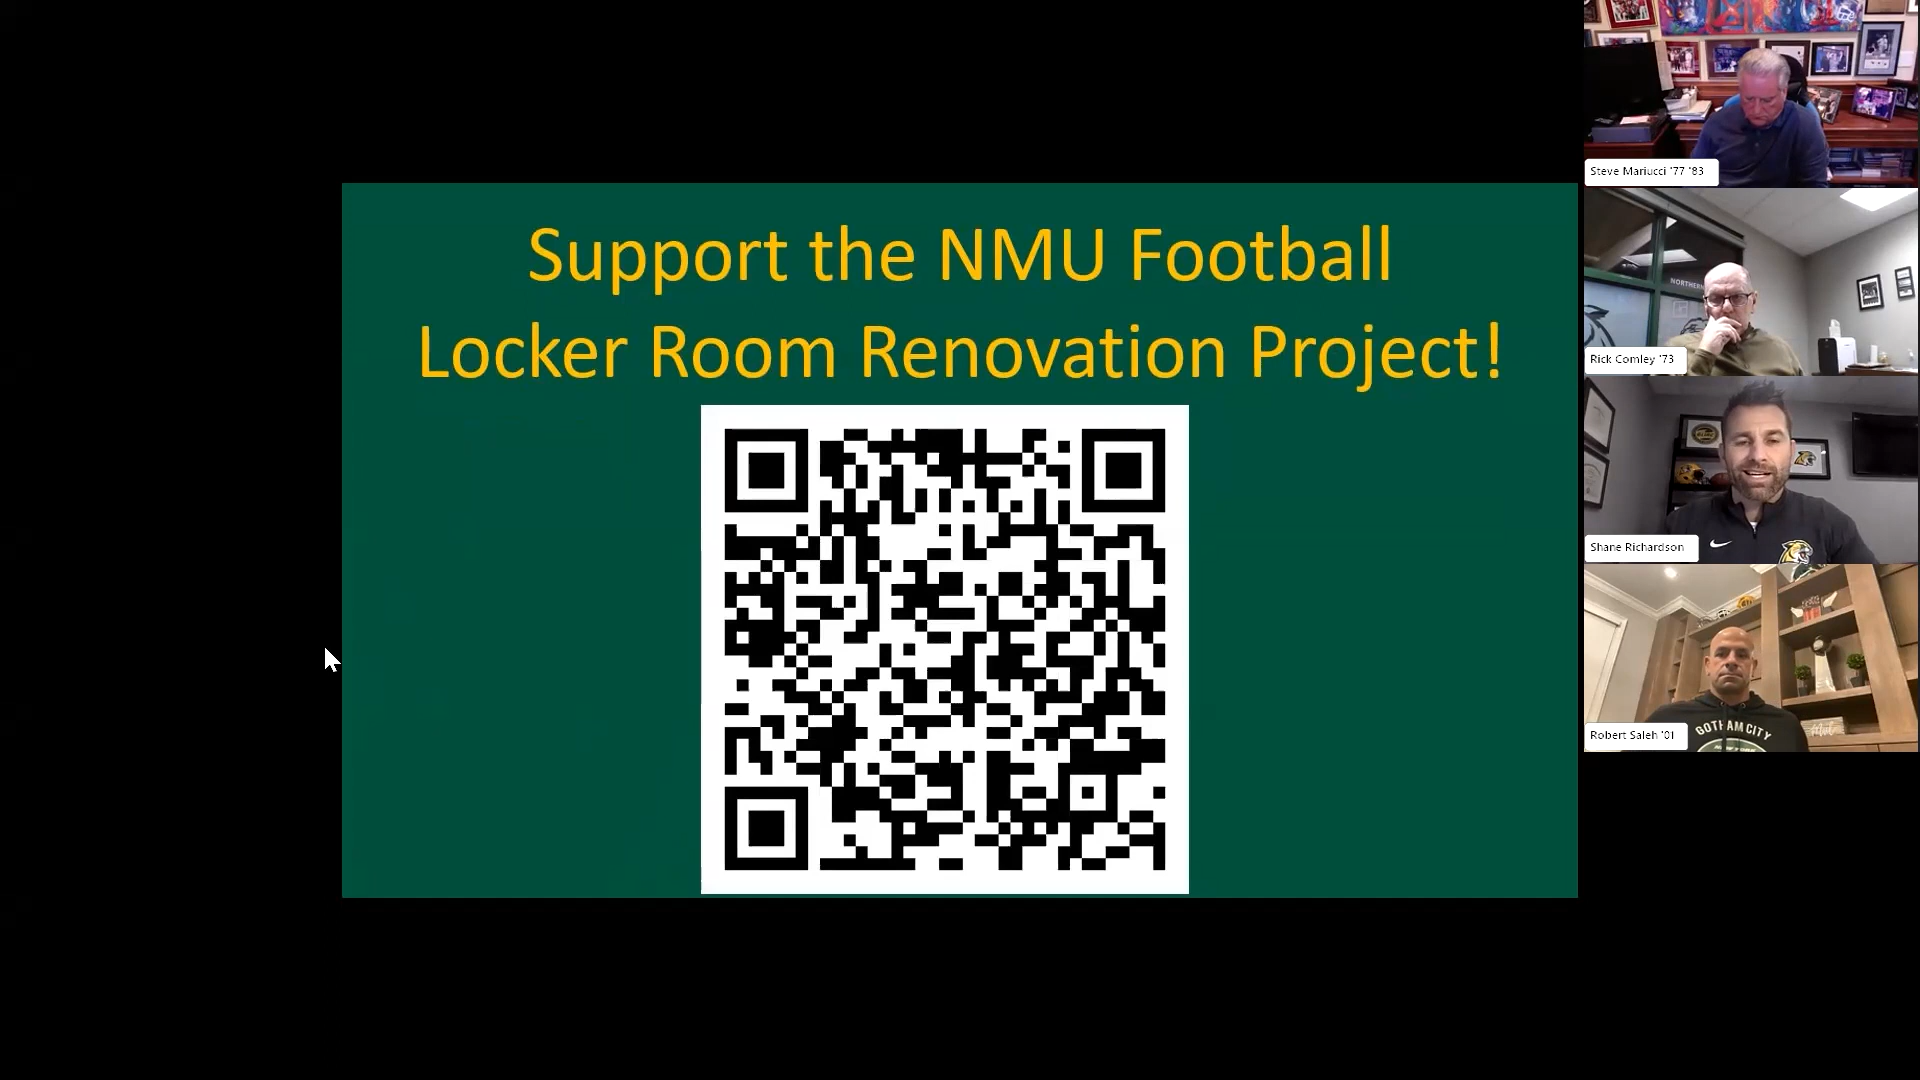 Support the NMU Football
Locker Room Renovation Project!
Steve Mariucci '77 '83
NORTHERN
Rick Comley '73
Shane Richardson
GOTHAM CITY
Robert Saleh '01